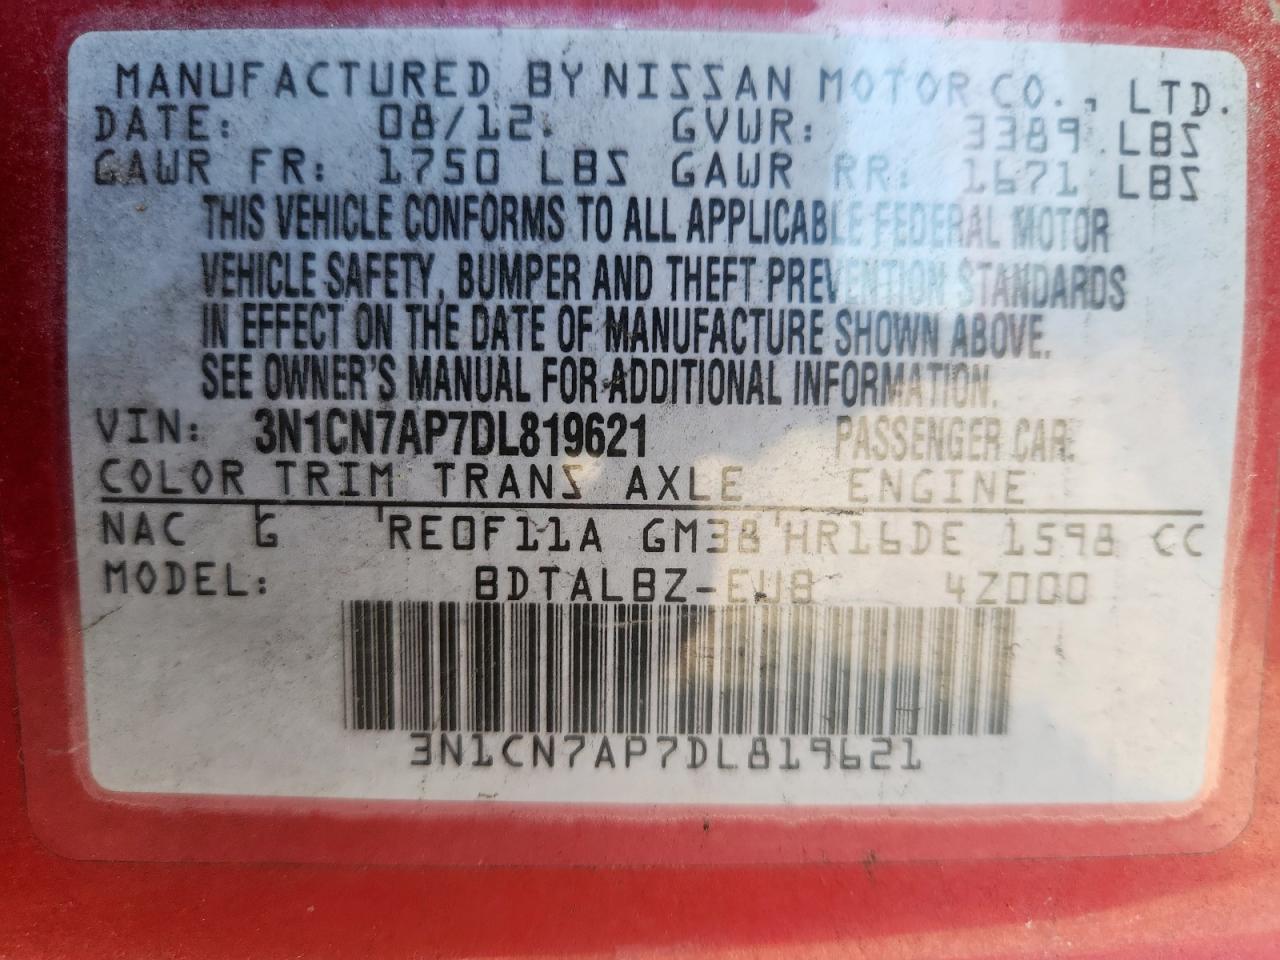 MANUFACTURED BY NISSAN MOTOR CO., LTD.
DATE: 08/12. GVWR: 3389 LBS
GAWR FR: 1750 LBS GAWR RR: 1671 LBS
THIS VEHICLE CONFORMS TO ALL APPLICABLE FEDERAL MOTOR
VEHICLE SAFETY, BUMPER AND THEFT PREVENTION STANDARDS
IN EFFECT ON THE DATE OF MANUFACTURE SHOWN ABOVE.
SEE OWNER'S MANUAL FOR ADDITIONAL INFORMATION.
VIN: 3N1CN7AP7DL819621 PASSENGER CAR.
COLOR TRIM TRANS AXLE ENGINE
NAC G RE0F11A GM38 HR16DE 1598 CC
MODEL: BDTALBZ-EUB 4Z000
3N1CN7AP7DL819621